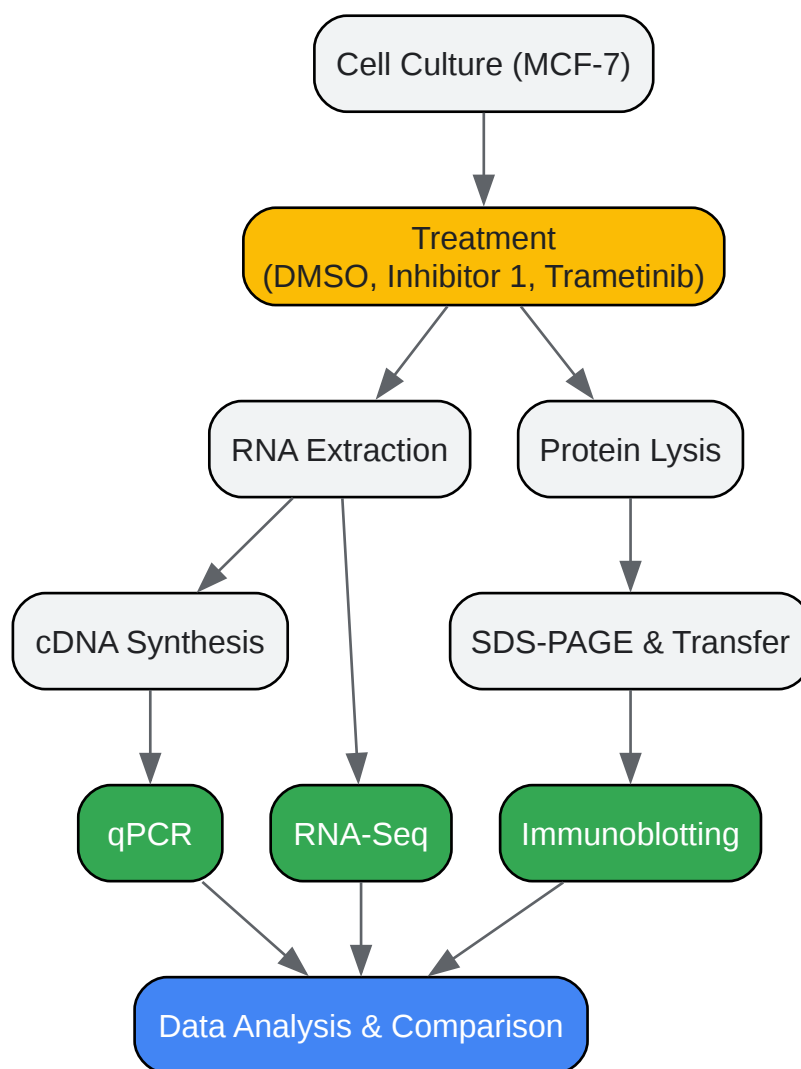 Cell Culture (MCF-7)
Treatment
(DMSO, Inhibitor 1, Trametinib)
RNA Extraction
Protein Lysis
cDNA Synthesis
SDS-PAGE & Transfer
qPCR
RNA-Seq
Immunoblotting
Data Analysis & Comparison